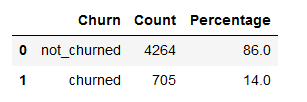 Churn Count Percentage
0 not_churned 4264 86.0
1 churned 705 14.0